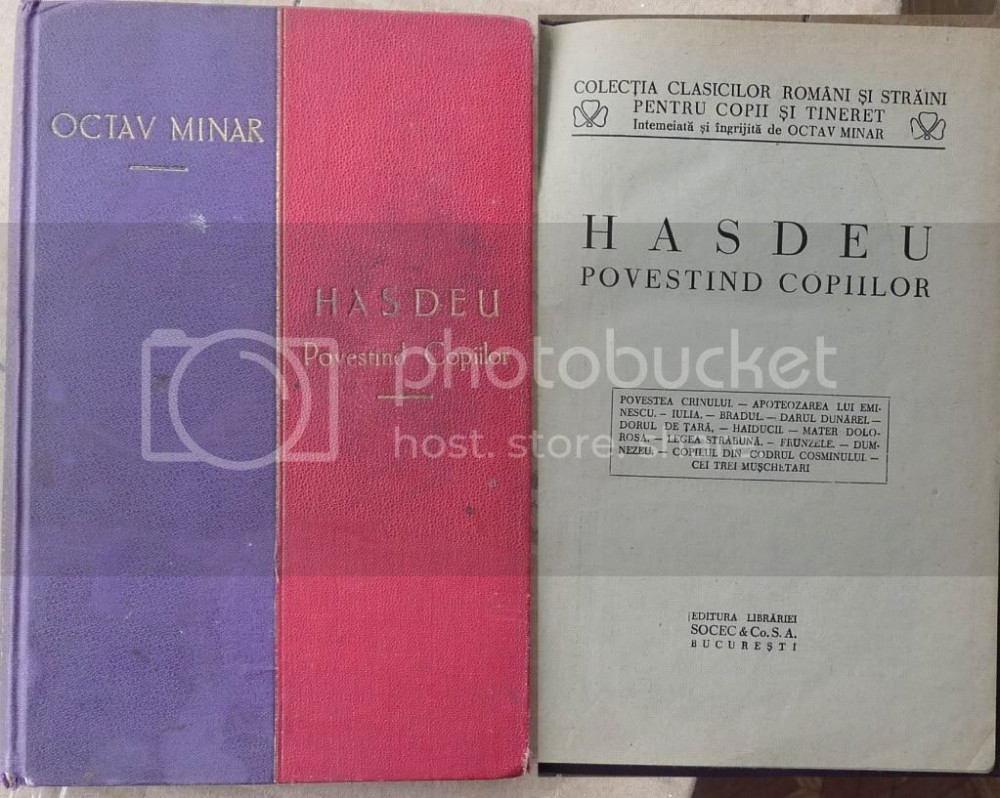 OCTAV MINAR
HASDEU
Povestind Copiilor
COLECȚIA CLASICILOR ROMÂNI ȘI STRĂINI
PENTRU COPII ȘI TINERET
Intemeiată și îngrijită de OCTAV MINAR
HASDEU
POVESTIND COPIILOR
POVESTEA CRINULUI. — APOTEOZAREA LUI EMI-
NESCU. — IULIA. — BRADUL. — DARUL DUNĂREI. —
DORUL DE ȚARĂ, — HAIDUCII. — MATER DOLO-
ROSA. — LEGEA STRĂBUNĂ. — FRUNZELE. — DUM-
NEZEU. — COPILUL DIN CODRUL COSMINULUI. —
CEI TREI MUȘCHETARI
EDITURA LIBRĂRIEI
SOCEC & Co. S. A.
BUCUREȘTI
photobucket
host. store.